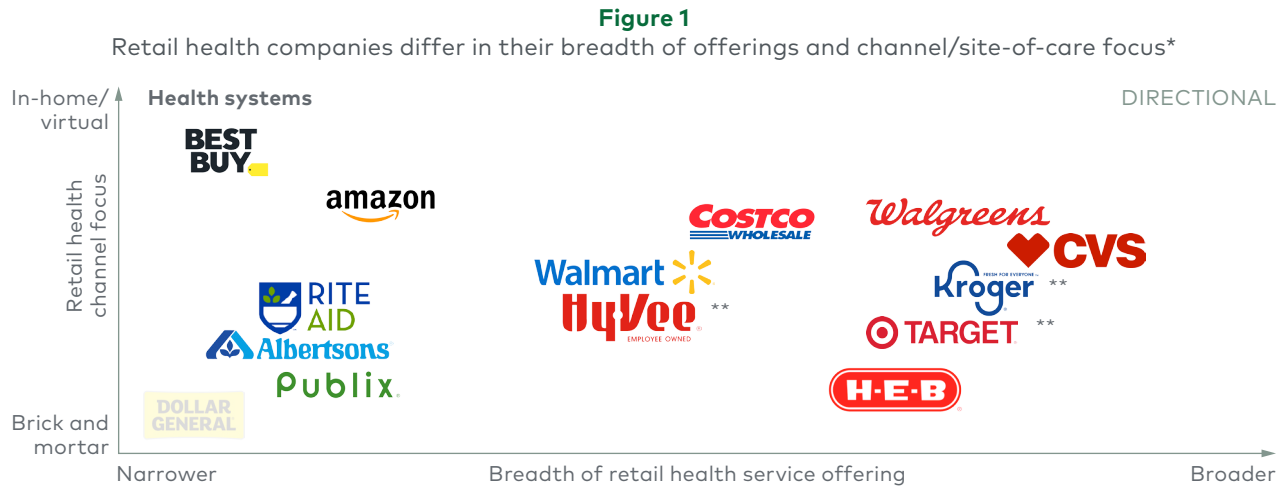 Figure 1
Retail health companies differ in their breadth of offerings and channel/site-of-care focus*
In-home/
virtual
Health systems
DIRECTIONAL
BEST
BUY
amazon
Retail health
channel focus
COSTCO
WHOLESALE
Walgreens
CVS
Walmart
FRESH FOR EVERYONE™
Kroger **
RITE
AID
HyVee® **
EMPLOYEE OWNED
TARGET **
Albertsons
Publix®
H-E-B®
DOLLAR
GENERAL
Brick and
mortar
Narrower
Breadth of retail health service offering
Broader